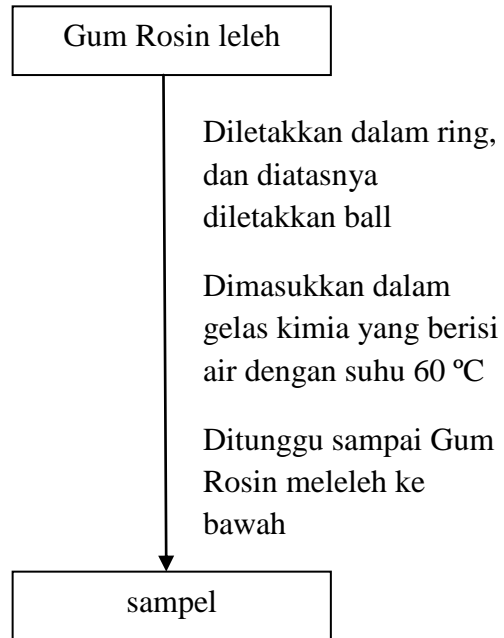 Gum Rosin leleh
Diletakkan dalam ring,
dan diatasnya
diletakkan ball
Dimasukkan dalam
gelas kimia yang berisi
air dengan suhu 60 ºC
Ditunggu sampai Gum
Rosin meleleh ke
bawah
sampel